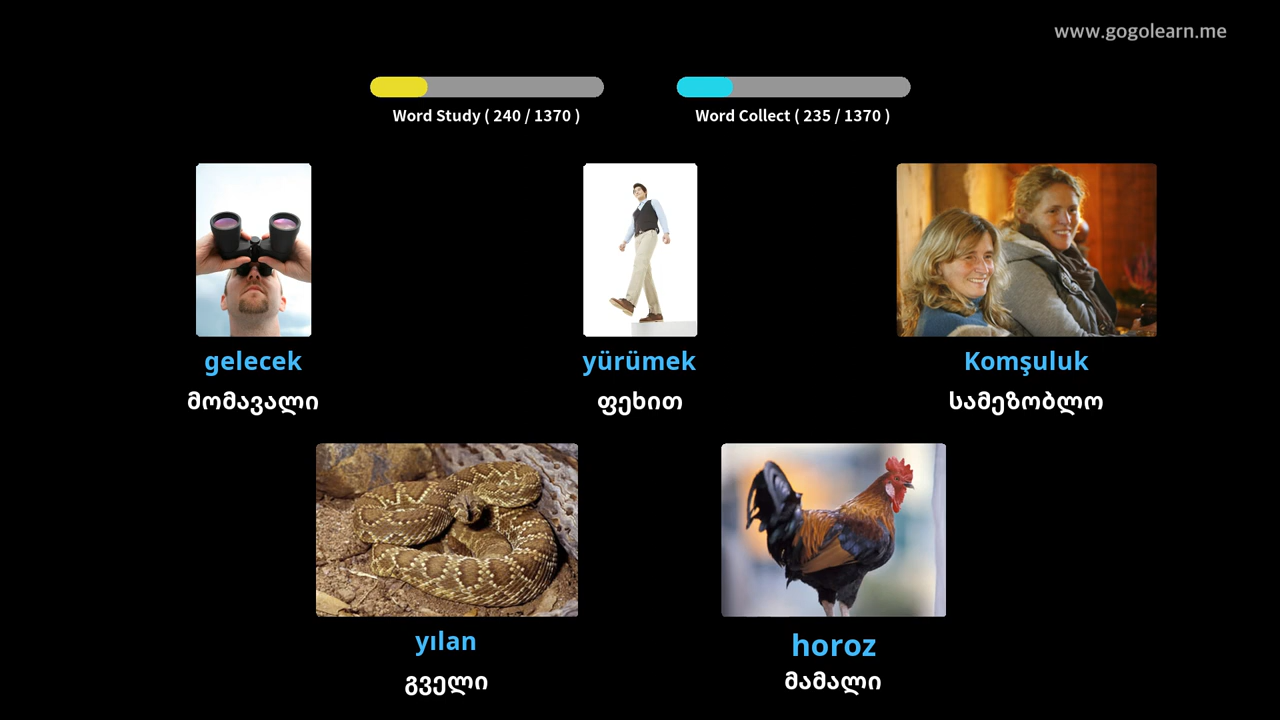 www.gogolearn.me
Word Study ( 240 / 1370 )
Word Collect ( 235 / 1370 )
gelecek
მომავალი
yürümek
ფეხით
Komşuluk
სამეზობლო
yılan
გველი
horoz
მამალი